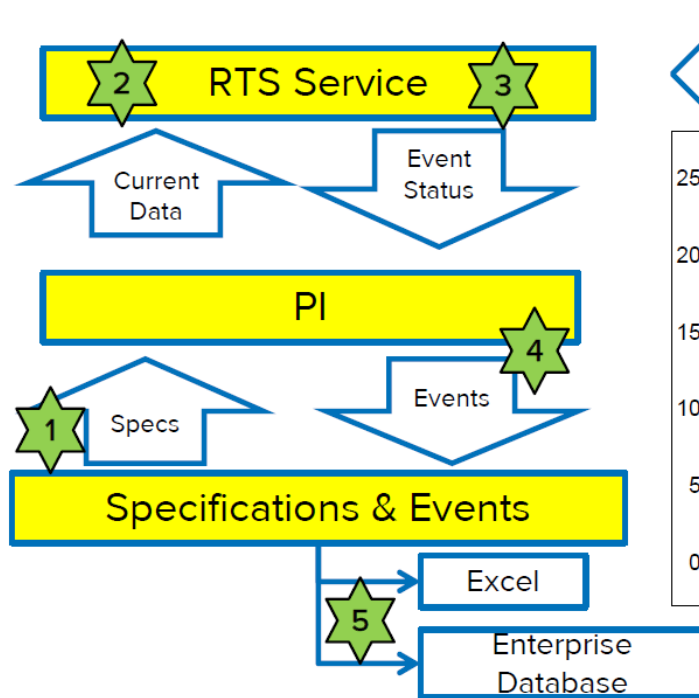 2
RTS Service
3
Current
Data
Event
Status
PI
4
1
Specs
Events
Specifications & Events
Excel
5
Enterprise
Database
25
20
15
10
5
0